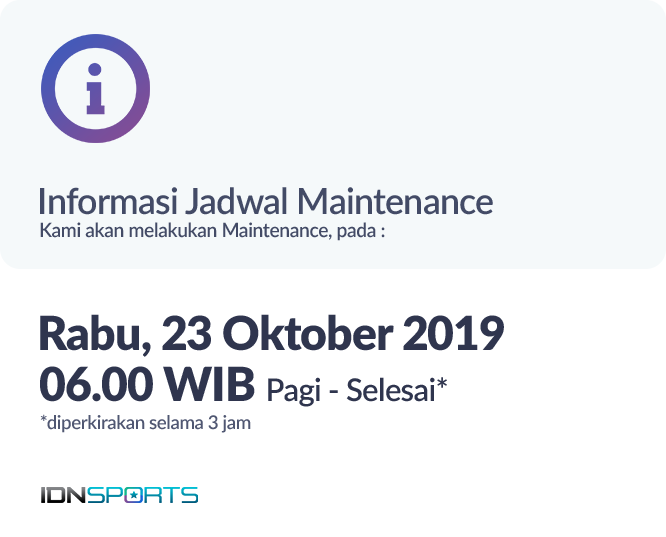 Informasi Jadwal Maintenance
Kami akan melakukan Maintenance, pada :
Rabu, 23 Oktober 2019
06.00 WIB Pagi - Selesai*
*diperkirakan selama 3 jam
IDNSPORTS